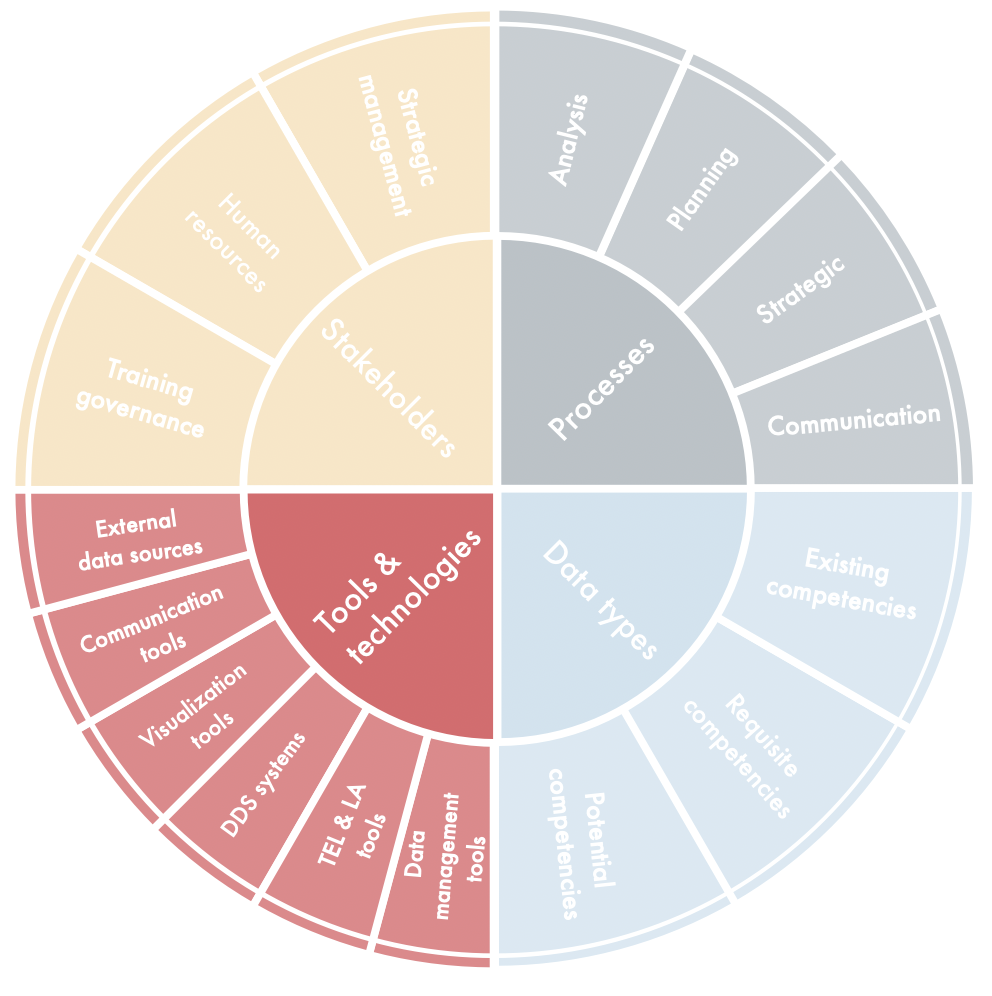 Stakeholders
Strategic
management
Human
resources
Training
governance
Processes
Analysis
Planning
Strategic
Communication
Data types
Existing
competencies
Requisite
competencies
Potential
competencies
Tools &
technologies
External
data sources
Communication
tools
Visualization
tools
DDS systems
TEL & LA
tools
Data
management
tools